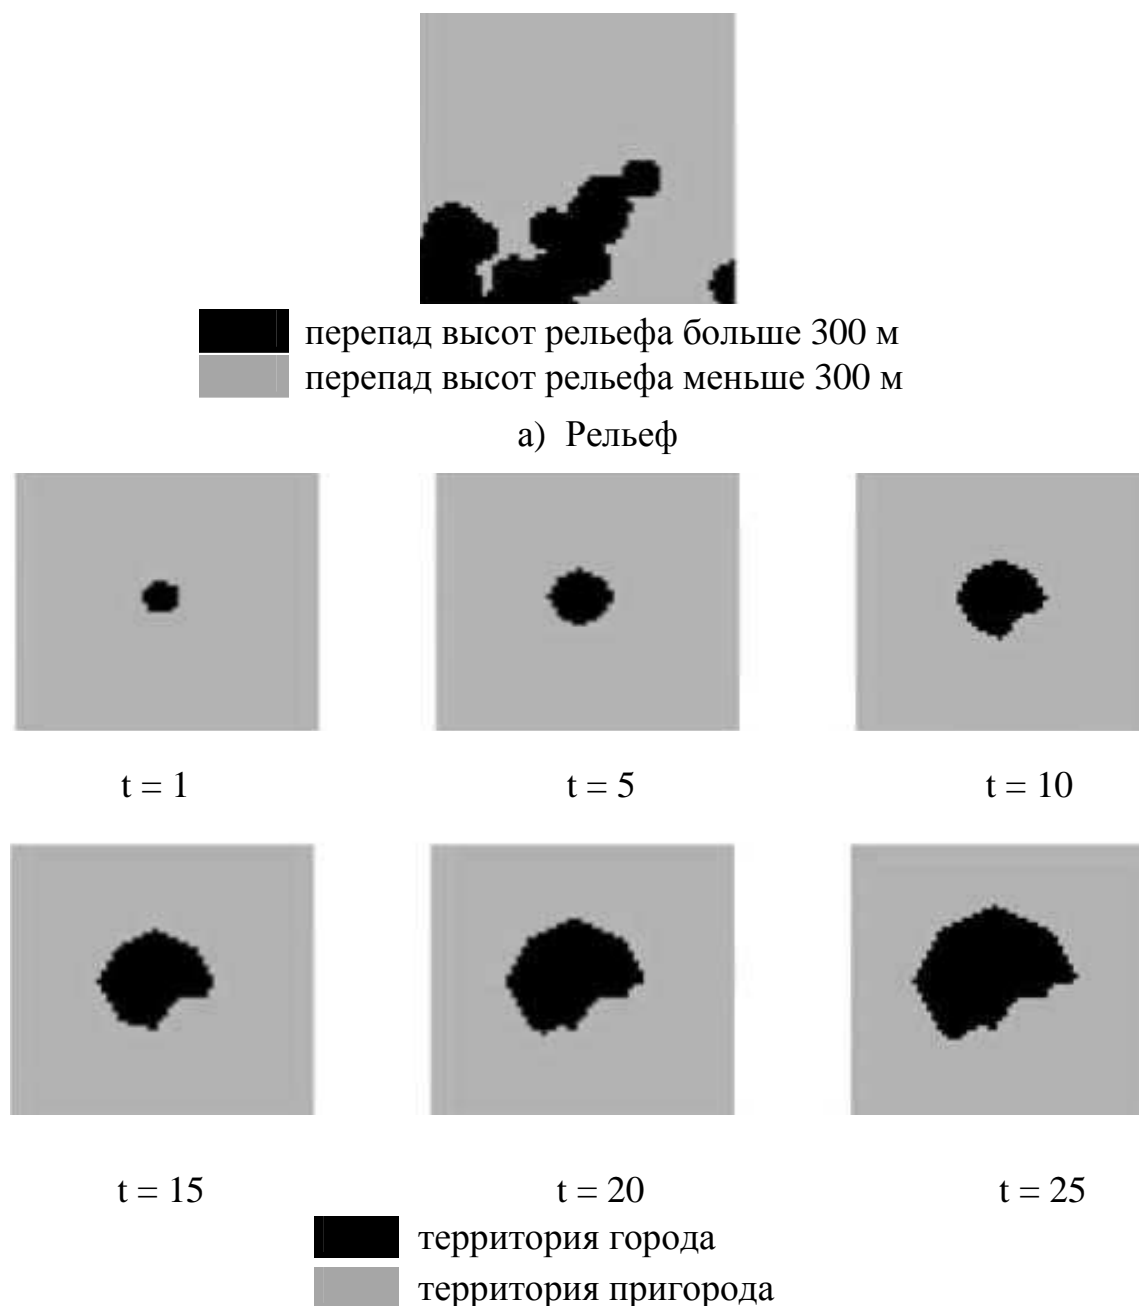 перепад высот рельефа больше 300 м
перепад высот рельефа меньше 300 м
а) Рельеф
t = 1 t = 5 t = 10
t = 15 t = 20 t = 25
территория города
территория пригорода